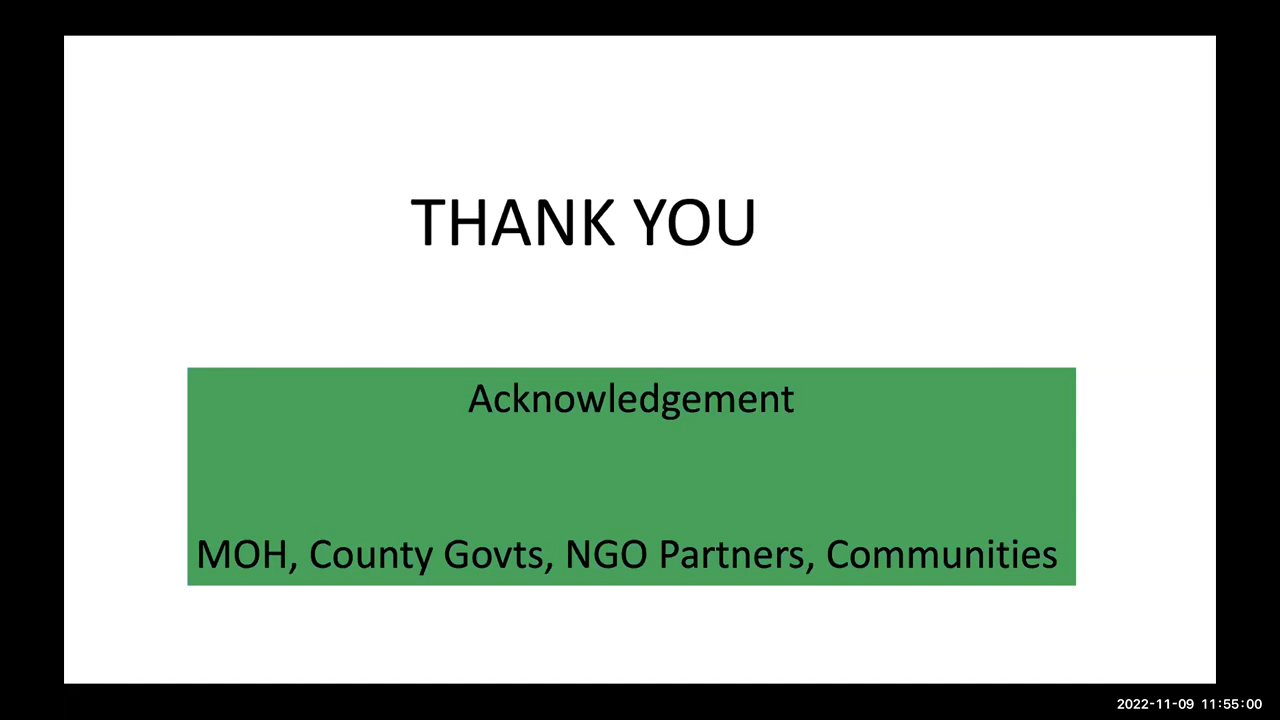 THANK YOU
Acknowledgement
MOH, County Govts, NGO Partners, Communities
2022-11-09 11:55:00